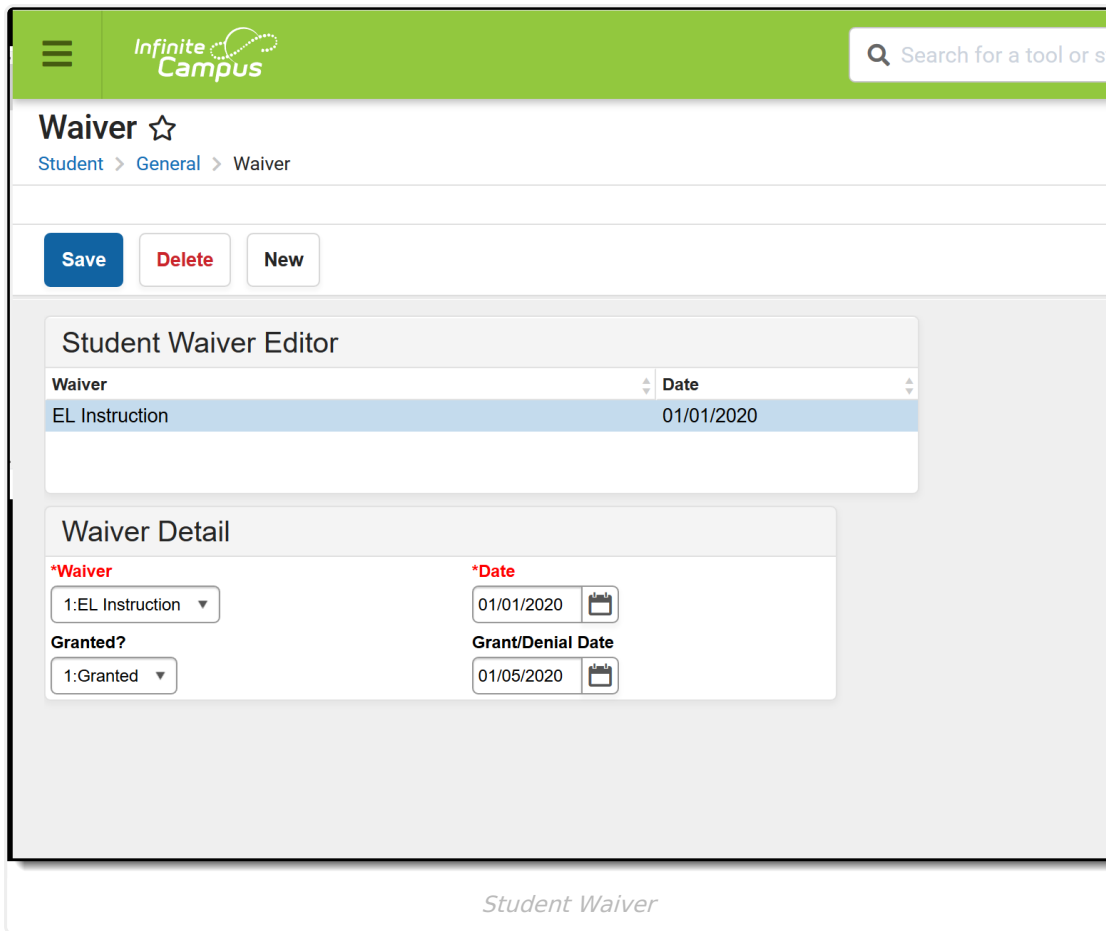 Infinite
Campus
Search for a tool or s
Waiver
Student > General > Waiver
Save Delete New
Student Waiver Editor
Waiver Date
EL Instruction 01/01/2020
Waiver Detail
*Waiver *Date
1:EL Instruction 01/01/2020
Granted? Grant/Denial Date
1:Granted 01/05/2020
Student Waiver